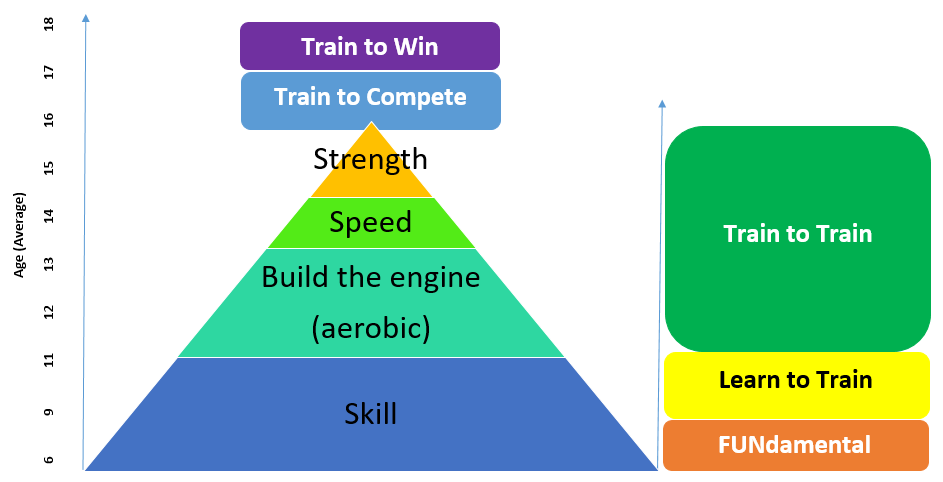 Age (Average)
18
17
16
15
14
13
12
11
9
6
Train to Win
Train to Compete
Strength
Speed
Build the engine
(aerobic)
Skill
Train to Train
Learn to Train
FUNdamental